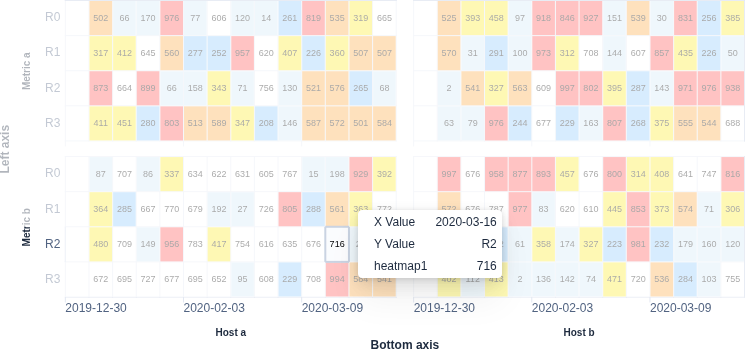 R0 502 66 170 976 77 606 120 14 261 819 535 319 665 525 393 458 97 918 846 927 151 539 30 831 256 385
R1 317 412 645 560 277 252 957 620 407 226 360 507 507 570 31 291 100 973 312 708 144 607 857 435 226 50
R2 873 664 899 66 158 343 71 756 130 521 576 265 68 2 541 327 563 609 997 802 395 287 143 971 976 938
R3 411 451 280 803 513 589 347 208 146 587 572 501 584 63 79 976 244 677 229 163 807 268 375 555 544 688
Metric a
Left axis
R0 87 707 86 337 634 622 631 605 767 15 198 929 392 997 676 958 877 893 457 676 800 314 408 641 747 816
R1 364 285 667 770 679 192 27 726 805 288 561 977 83 620 610 445 853 373 574 71 306
R2 480 709 149 956 783 417 754 616 635 676 716 61 358 174 327 223 981 232 179 160 120
R3 672 695 727 677 695 652 95 608 229 708 994 2 136 142 74 471 720 536 284 103 755
Metric b
X Value 2020-03-16
Y Value R2
heatmap1 716
2019-12-30 2020-02-03 2020-03-09 2019-12-30 2020-02-03 2020-03-09
Host a Host b
Bottom axis